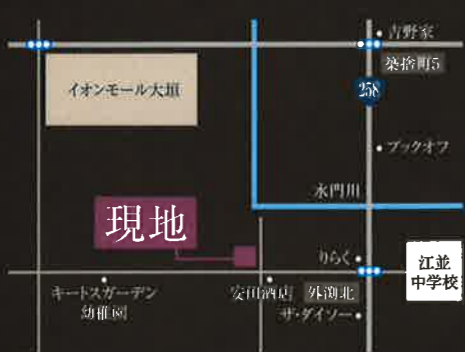 吉野家
築捨町5
イオンモール大垣
258
ブックオフ
水門川
現地
りらく
江並
中学校
キートスガーデン
幼稚園
安田酒店
外渕北
ザ・ダイソー